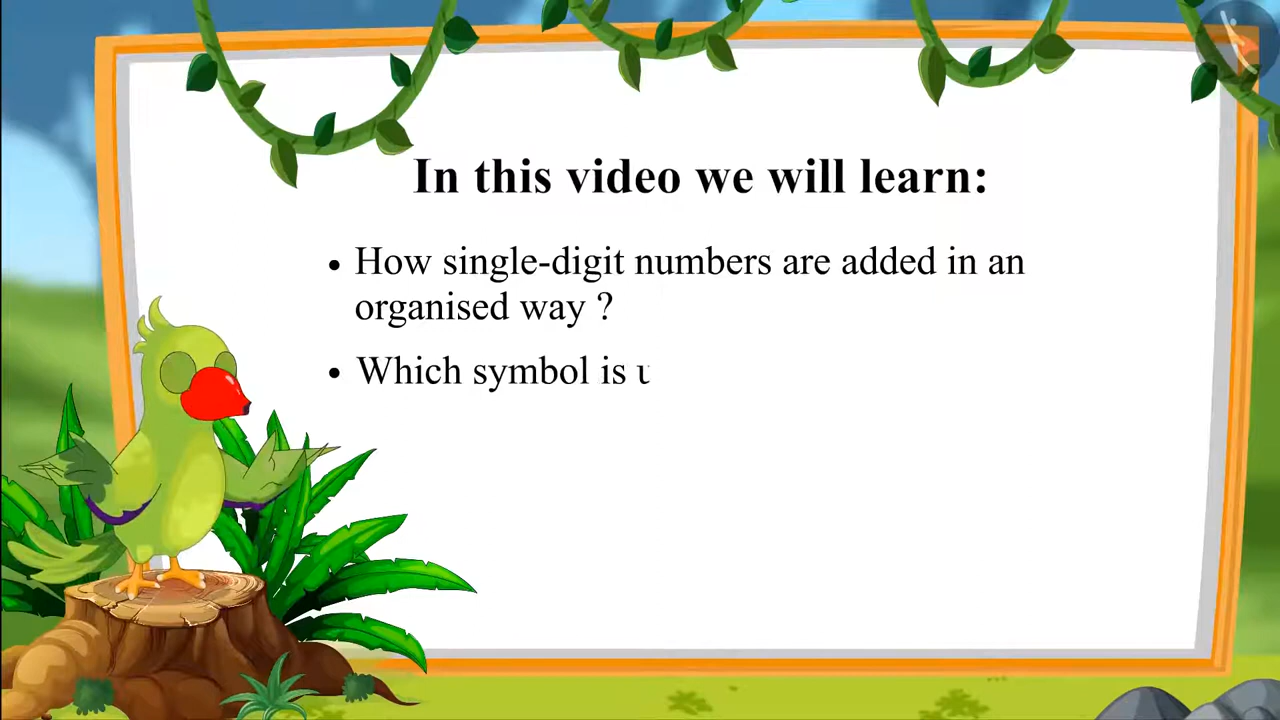 In this video we will learn:
• How single-digit numbers are added in an
organised way ?
• Which symbol is